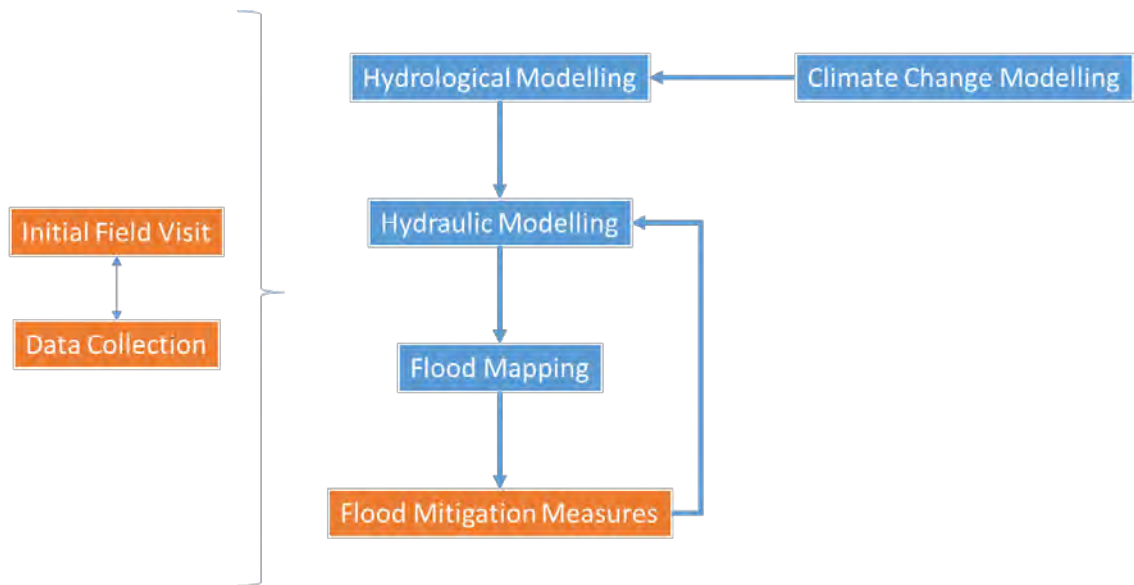 Hydrological Modelling
Climate Change Modelling
Initial Field Visit
Hydraulic Modelling
Data Collection
Flood Mapping
Flood Mitigation Measures